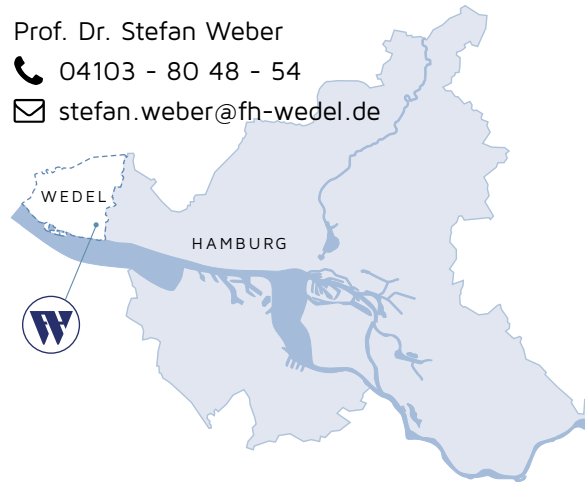 Prof. Dr. Stefan Weber
04103 - 80 48 - 54
stefan.weber@fh-wedel.de
WEDEL
HAMBURG